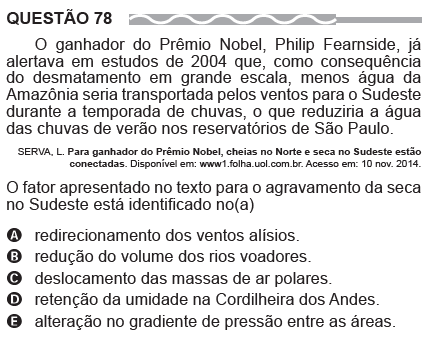 QUESTÃO 78
O ganhador do Prêmio Nobel, Philip Fearnside, já
alertava em estudos de 2004 que, como consequência
do desmatamento em grande escala, menos água da
Amazônia seria transportada pelos ventos para o Sudeste
durante a temporada de chuvas, o que reduziria a água
das chuvas de verão nos reservatórios de São Paulo.
SERVA, L. Para ganhador do Prêmio Nobel, cheias no Norte e seca no Sudeste estão
conectadas. Disponível em: www1.folha.uol.com.br. Acesso em: 10 nov. 2014.
O fator apresentado no texto para o agravamento da seca
no Sudeste está identificado no(a)
A redirecionamento dos ventos alísios.
B redução do volume dos rios voadores.
C deslocamento das massas de ar polares.
D retenção da umidade na Cordilheira dos Andes.
E alteração no gradiente de pressão entre as áreas.